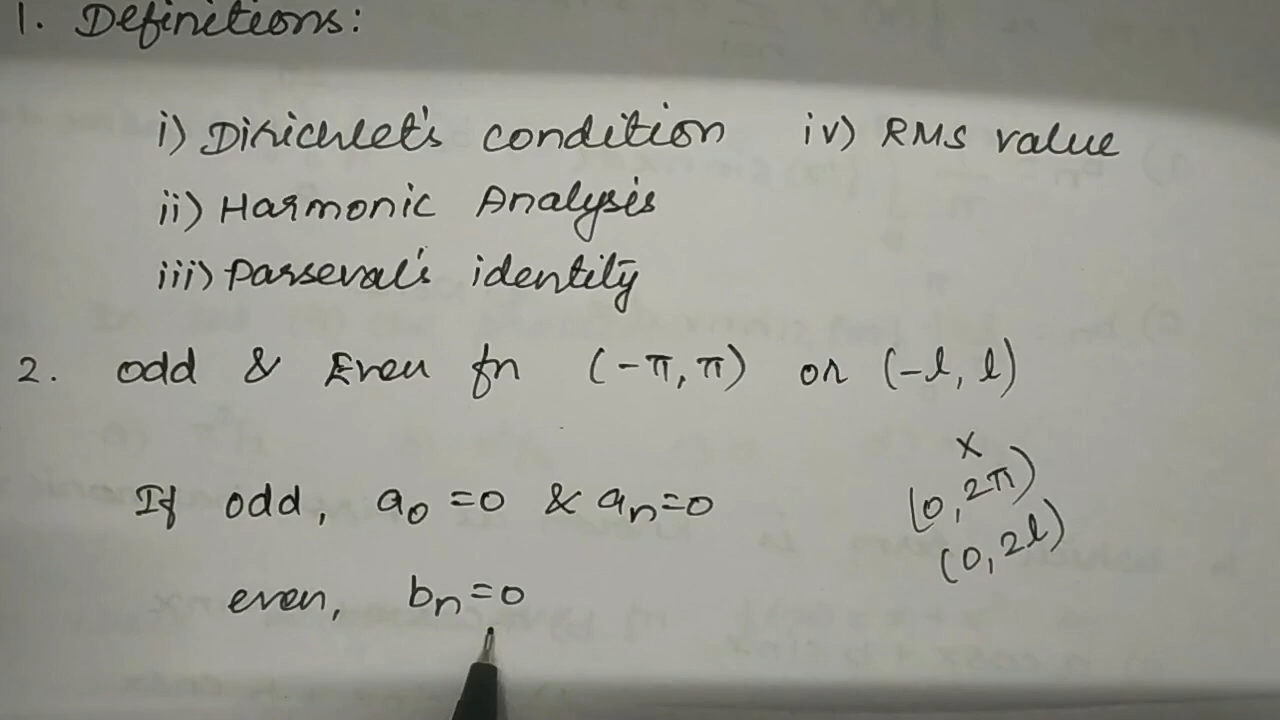 1. Definitions:
i) Dirichlet's condition iv) RMS value
ii) Harmonic Analysis
iii) Parseval's identity
2. odd & Even fn (-π, π) or (-l, l)
x
(0, 2π)
If odd, a₀ = 0 & aₙ = 0
(0, 2l)
even, bₙ = 0